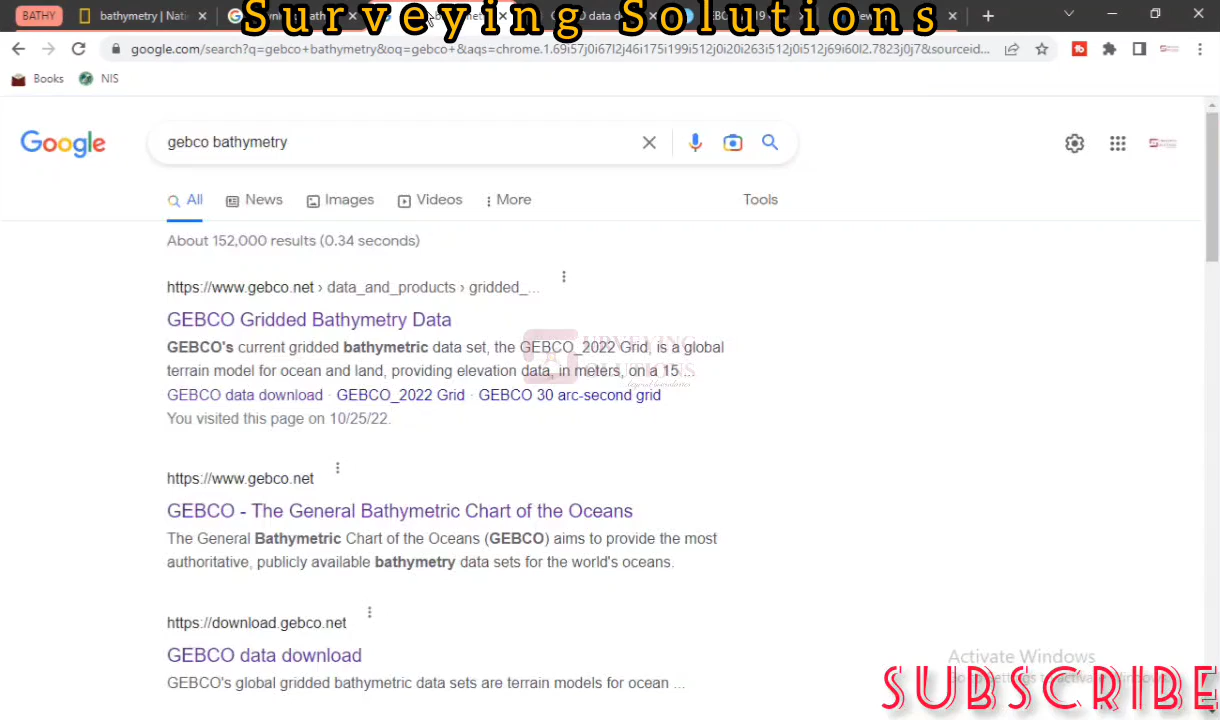 Surveying Solutions
BATHY
bathymetry | Nati
GEBCO data d
google.com/search?q=gebco+bathymetry&oq=gebco+&aqs=chrome.1.69i57j0i67l2j46i175i199i512j0i20i263i512j0i512j69i60l2.7823j0j7&sourceid...
Books
NIS
Google
gebco bathymetry
All
News
Images
Videos
More
Tools
About 152,000 results (0.34 seconds)
https://www.gebco.net › data_and_products › gridded_...
GEBCO Gridded Bathymetry Data
GEBCO's current gridded bathymetric data set, the GEBCO_2022 Grid, is a global
terrain model for ocean and land, providing elevation data, in meters, on a 15 ...
GEBCO data download · GEBCO_2022 Grid · GEBCO 30 arc-second grid
You visited this page on 10/25/22.
SURVEYING
SOLUTIONS
...beyond boundaries
https://www.gebco.net
GEBCO - The General Bathymetric Chart of the Oceans
The General Bathymetric Chart of the Oceans (GEBCO) aims to provide the most
authoritative, publicly available bathymetry data sets for the world's oceans.
https://download.gebco.net
GEBCO data download
GEBCO's global gridded bathymetric data sets are terrain models for ocean ...
Activate Windows
SUBSCRIBE